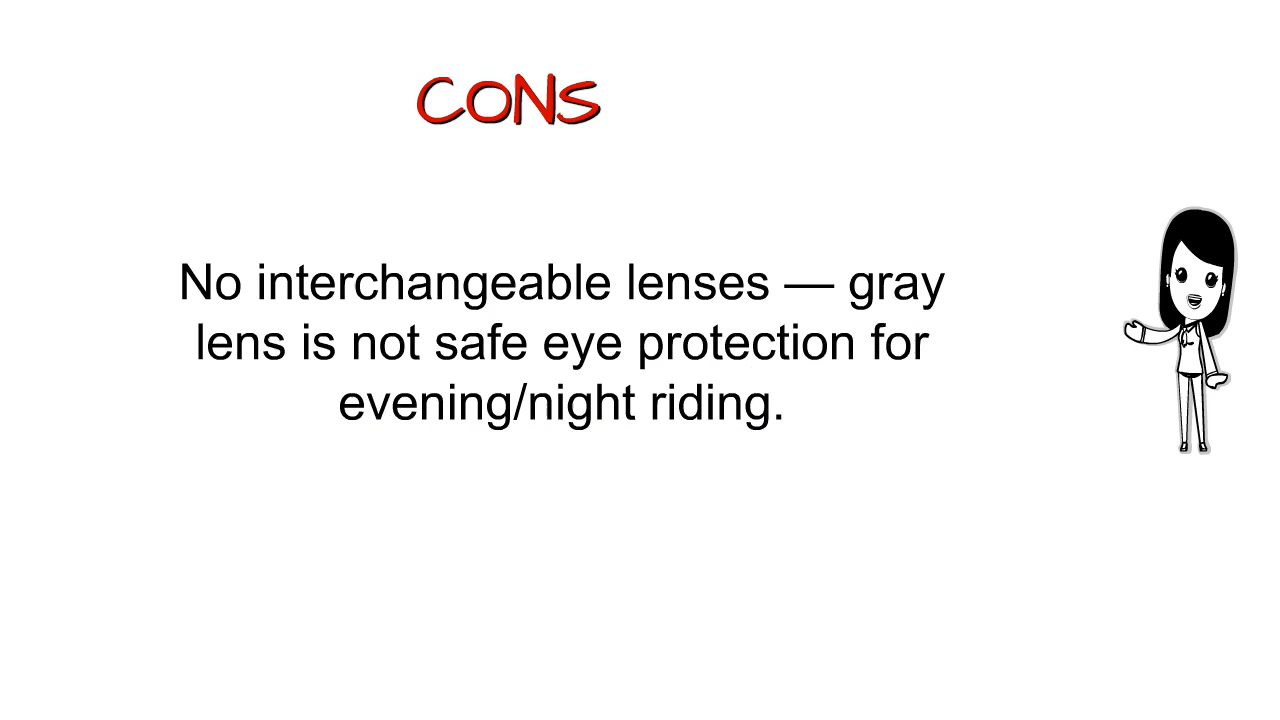 CONS
No interchangeable lenses — gray
lens is not safe eye protection for
evening/night riding.